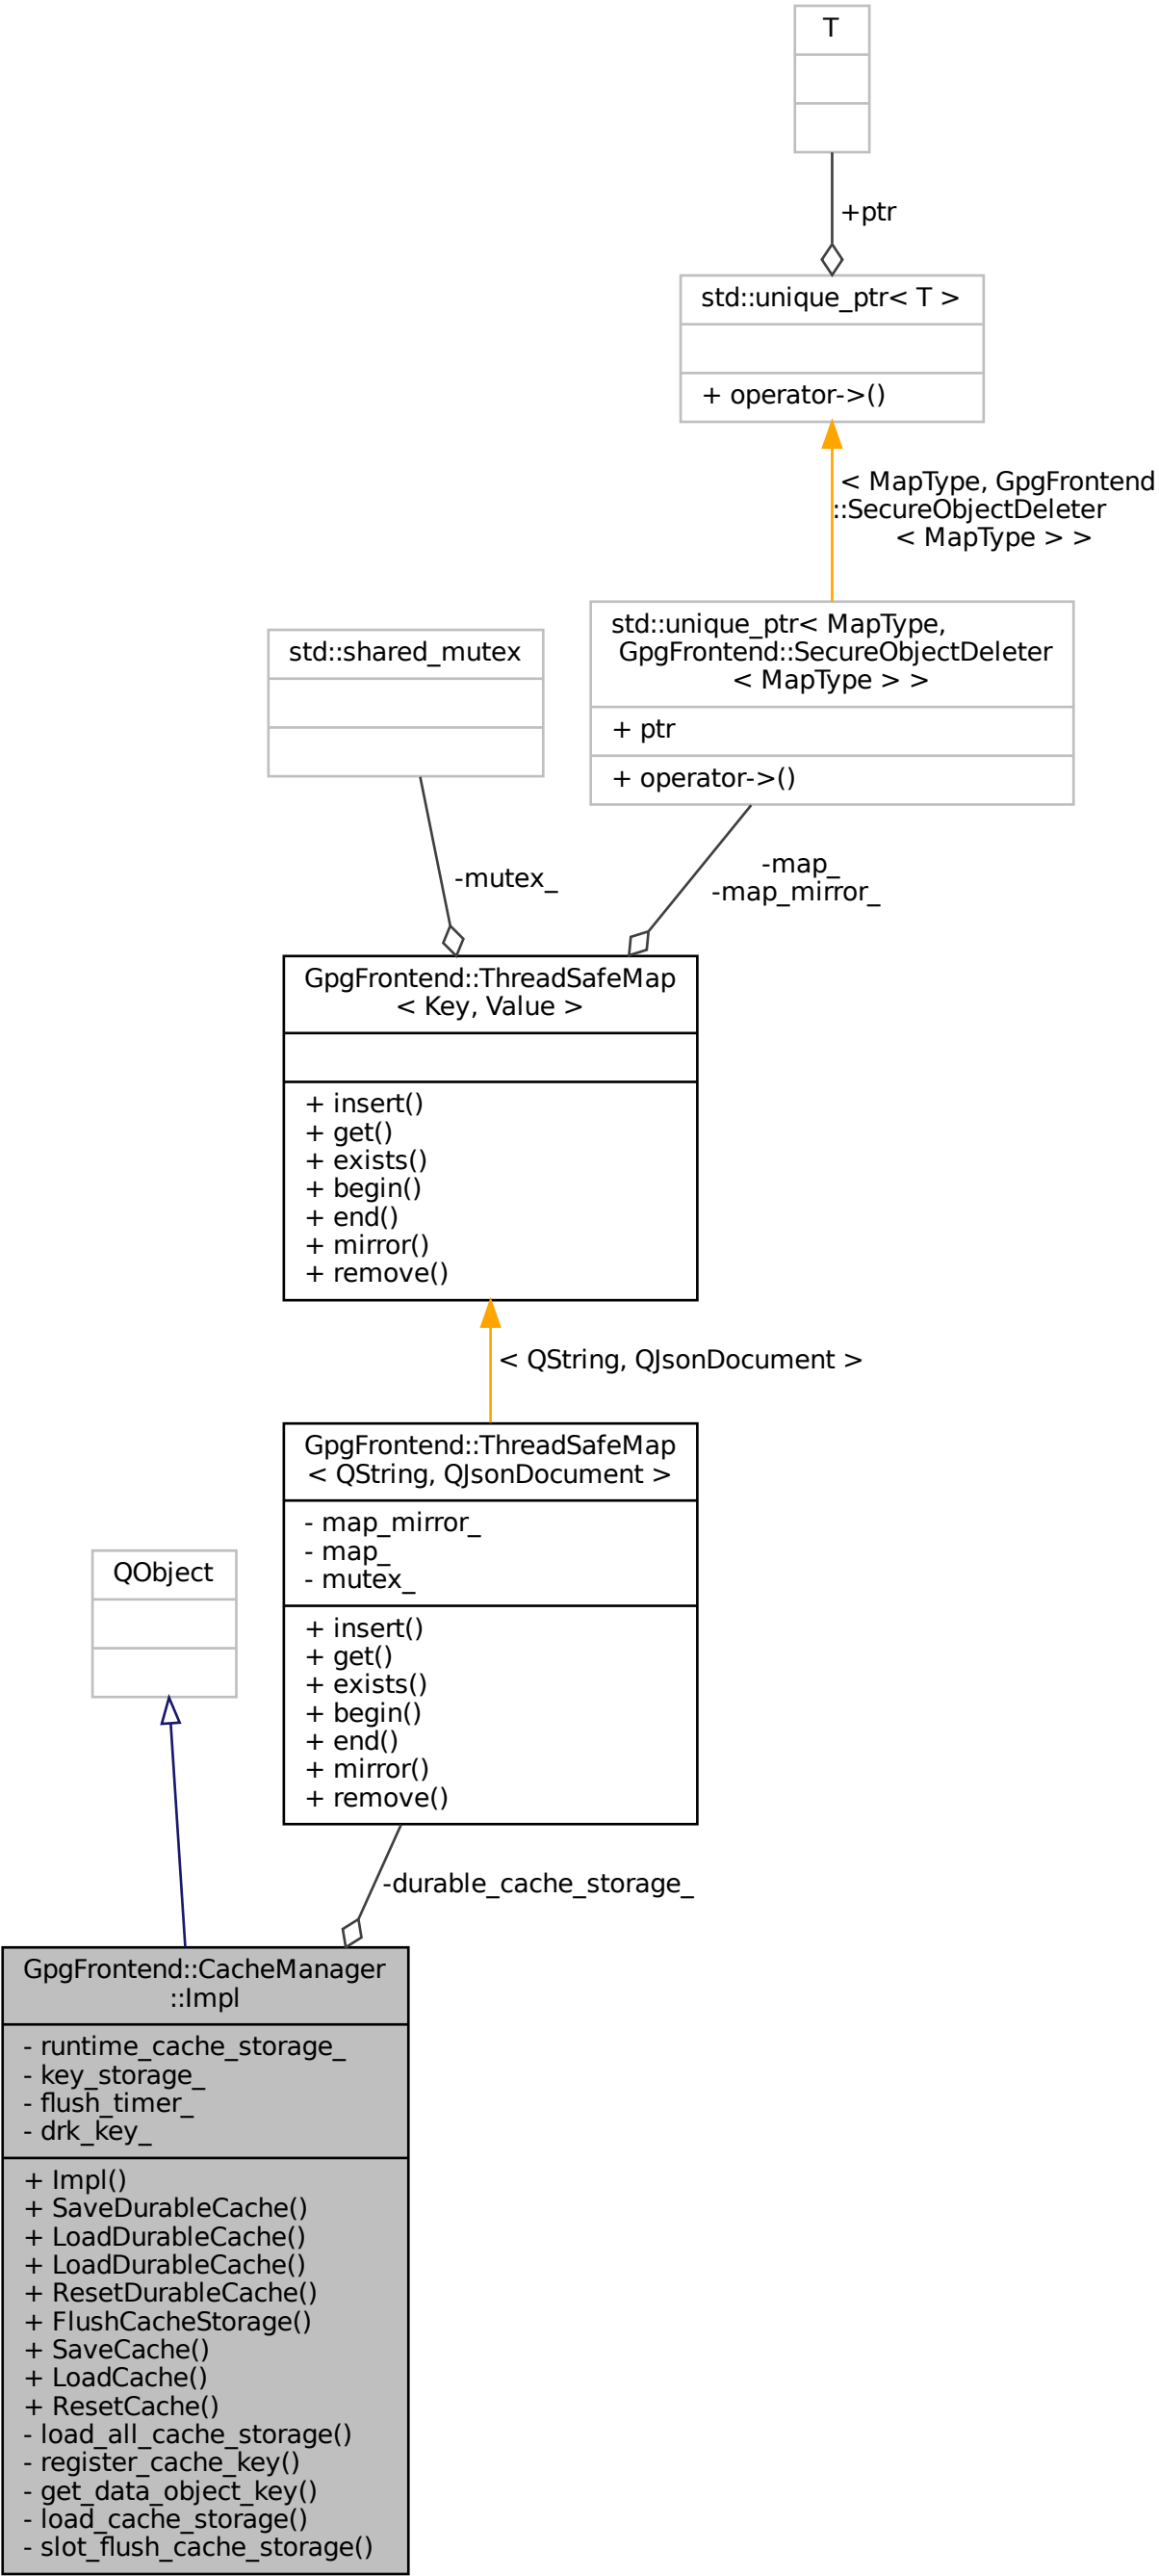 T
+ptr
std::unique_ptr< T >
+ operator->()
< MapType, GpgFrontend
::SecureObjectDeleter
< MapType > >
std::unique_ptr< MapType,
GpgFrontend::SecureObjectDeleter
< MapType > >
+ ptr
+ operator->()
std::shared_mutex
-mutex_
-map_
-map_mirror_
GpgFrontend::ThreadSafeMap
< Key, Value >
+ insert()
+ get()
+ exists()
+ begin()
+ end()
+ mirror()
+ remove()
< QString, QJsonDocument >
GpgFrontend::ThreadSafeMap
< QString, QJsonDocument >
- map_mirror_
- map_
- mutex_
+ insert()
+ get()
+ exists()
+ begin()
+ end()
+ mirror()
+ remove()
QObject
-durable_cache_storage_
GpgFrontend::CacheManager
::Impl
- runtime_cache_storage_
- key_storage_
- flush_timer_
- drk_key_
+ Impl()
+ SaveDurableCache()
+ LoadDurableCache()
+ LoadDurableCache()
+ ResetDurableCache()
+ FlushCacheStorage()
+ SaveCache()
+ LoadCache()
+ ResetCache()
- load_all_cache_storage()
- register_cache_key()
- get_data_object_key()
- load_cache_storage()
- slot_flush_cache_storage()